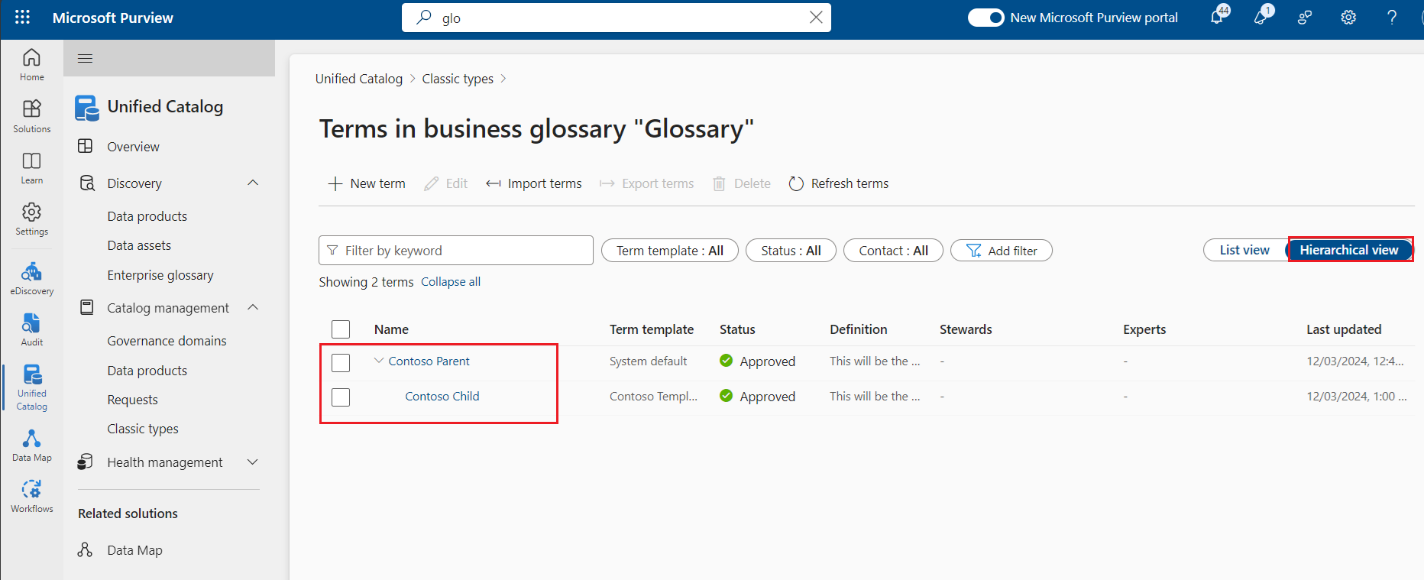 Microsoft Purview
glo
New Microsoft Purview portal
44
1
?
Home
Solutions
Learn
Settings
eDiscovery
Audit
Unified
Catalog
Data Map
Workflows
Unified Catalog
Overview
Discovery
Data products
Data assets
Enterprise glossary
Catalog management
Governance domains
Data products
Requests
Classic types
Health management
Related solutions
Data Map
Unified Catalog > Classic types >
Terms in business glossary "Glossary"
New term Edit Import terms Export terms Delete Refresh terms
Filter by keyword Term template : All Status : All Contact : All Add filter List view Hierarchical view
Showing 2 terms Collapse all
Name Term template Status Definition Stewards Experts Last updated
Contoso Parent System default Approved This will be the ... - - 12/03/2024, 12:4...
Contoso Child Contoso Templ... Approved This will be the ... - - 12/03/2024, 1:00 ...